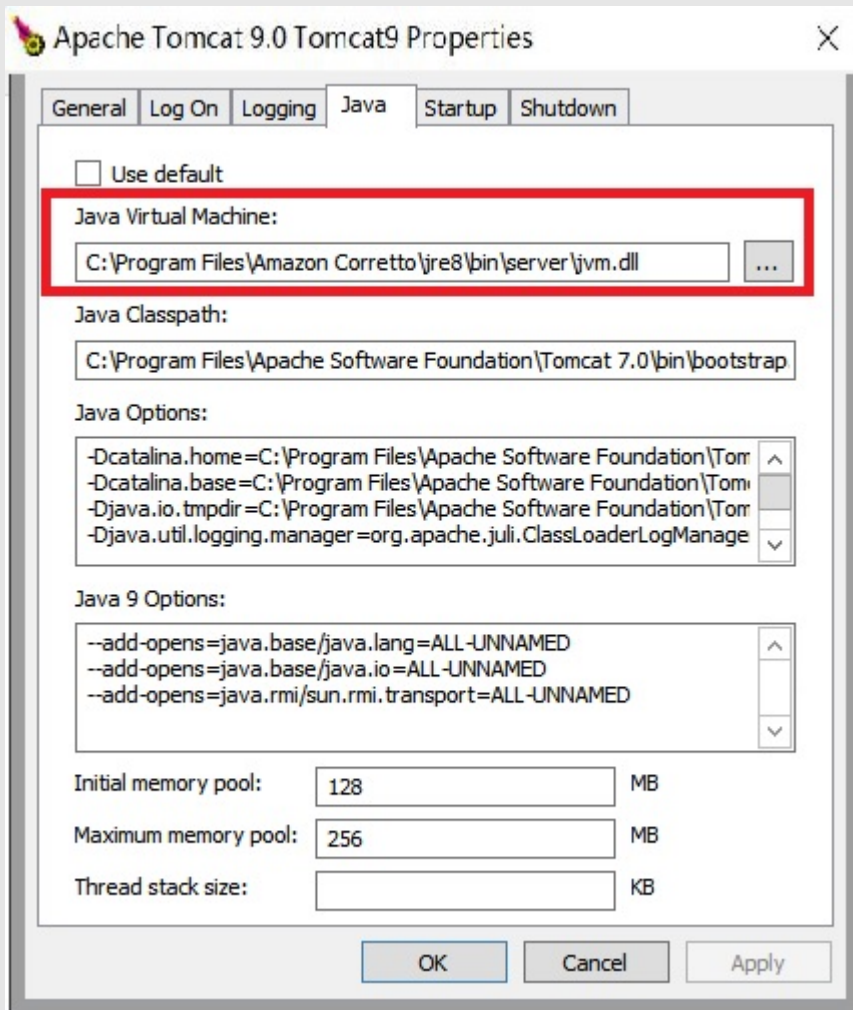 Apache Tomcat 9.0 Tomcat9 Properties
General Log On Logging Java Startup Shutdown
Use default
Java Virtual Machine:
C:\Program Files\Amazon Corretto\jre8\bin\server\jvm.dll ...
Java Classpath:
C:\Program Files\Apache Software Foundation\Tomcat 7.0\bin\bootstrap
Java Options:
-Dcatalina.home=C:\Program Files\Apache Software Foundation\Tom
-Dcatalina.base=C:\Program Files\Apache Software Foundation\Tom
-Djava.io.tmpdir=C:\Program Files\Apache Software Foundation\Tom
-Djava.util.logging.manager=org.apache.juli.ClassLoaderLogManage
Java 9 Options:
--add-opens=java.base/java.lang=ALL-UNNAMED
--add-opens=java.base/java.io=ALL-UNNAMED
--add-opens=java.rmi/sun.rmi.transport=ALL-UNNAMED
Initial memory pool: 128 MB
Maximum memory pool: 256 MB
Thread stack size: KB
OK Cancel Apply